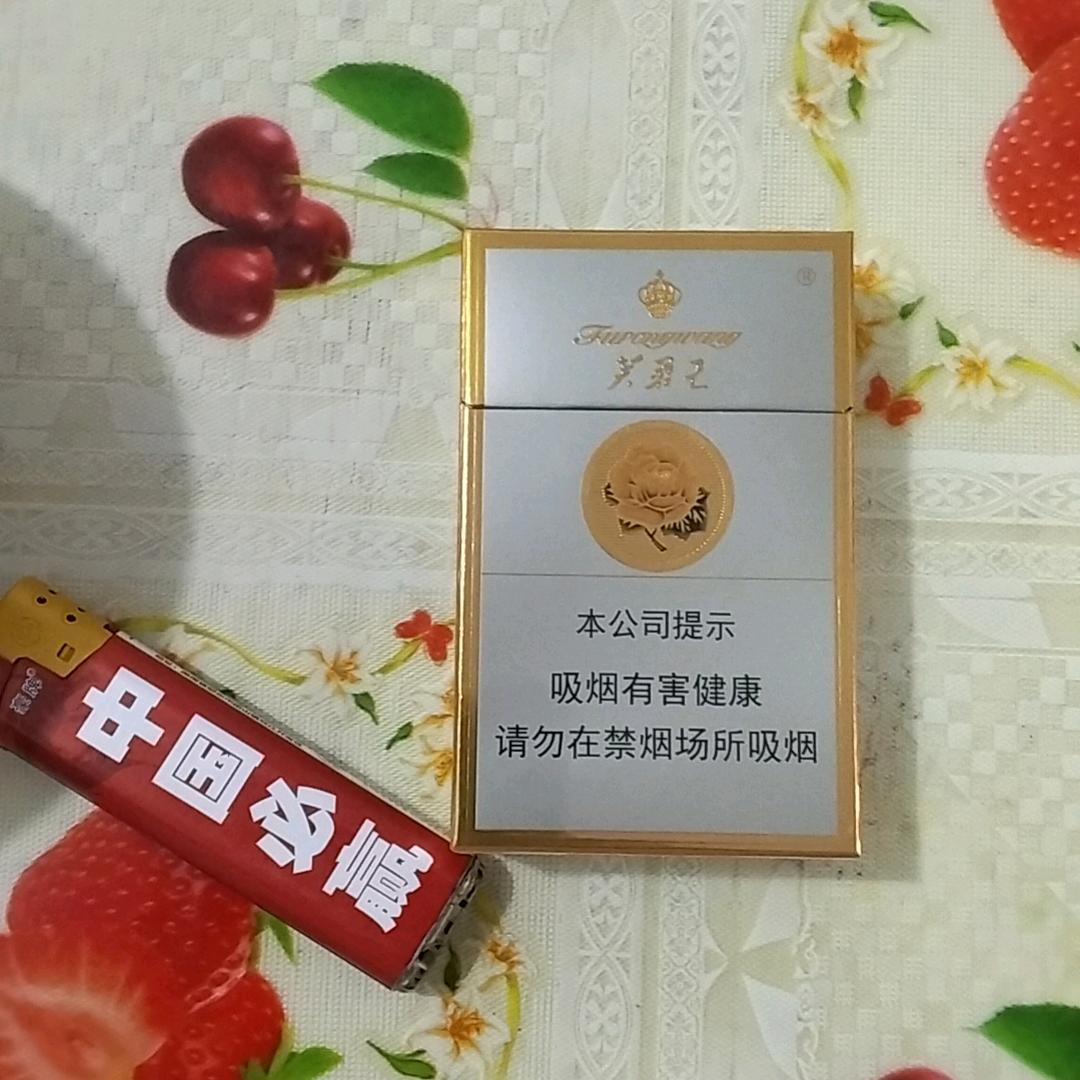 ®
Furongwang
芙蓉王
本公司提示
吸烟有害健康
请勿在禁烟场所吸烟
中国必赢